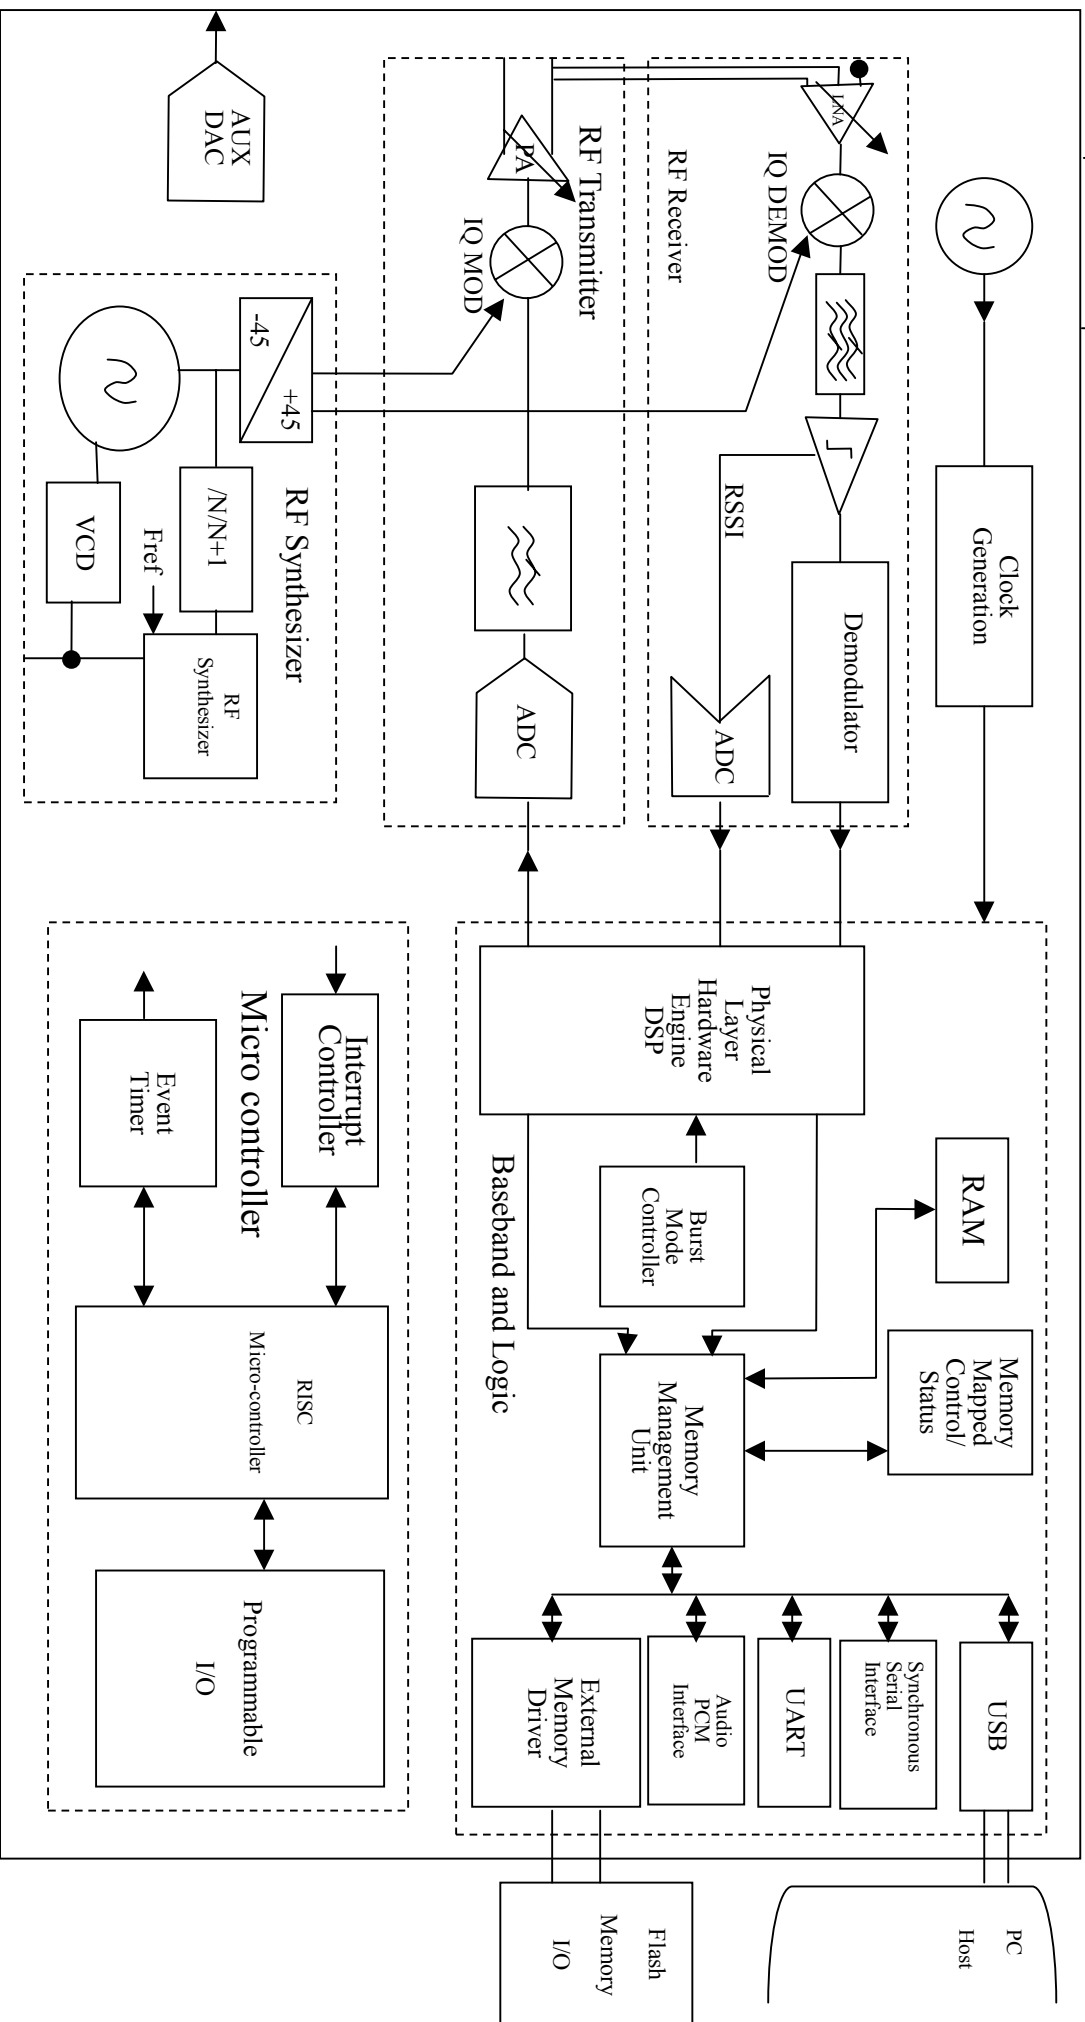 Clock
Generation
LNA
IQ DEMOD
RF Receiver
RSSI
Demodulator
ADC
RF Transmitter
PA
IQ MOD
ADC
AUX
DAC
-45
+45
RF Synthesizer
/N/N+1
Fref
VCD
RF
Synthesizer
RAM
Memory
Mapped
Control/
Status
Physical
Layer
Hardware
Engine
DSP
Burst
Mode
Controller
Memory
Management
Unit
Baseband and Logic
USB
Synchronous
Serial
Interface
UART
Audio
PCM
Interface
External
Memory
Driver
PC
Host
Flash
Memory
I/O
Interrupt
Controller
Micro controller
Event
Timer
RISC
Micro-controller
Programmable
I/O